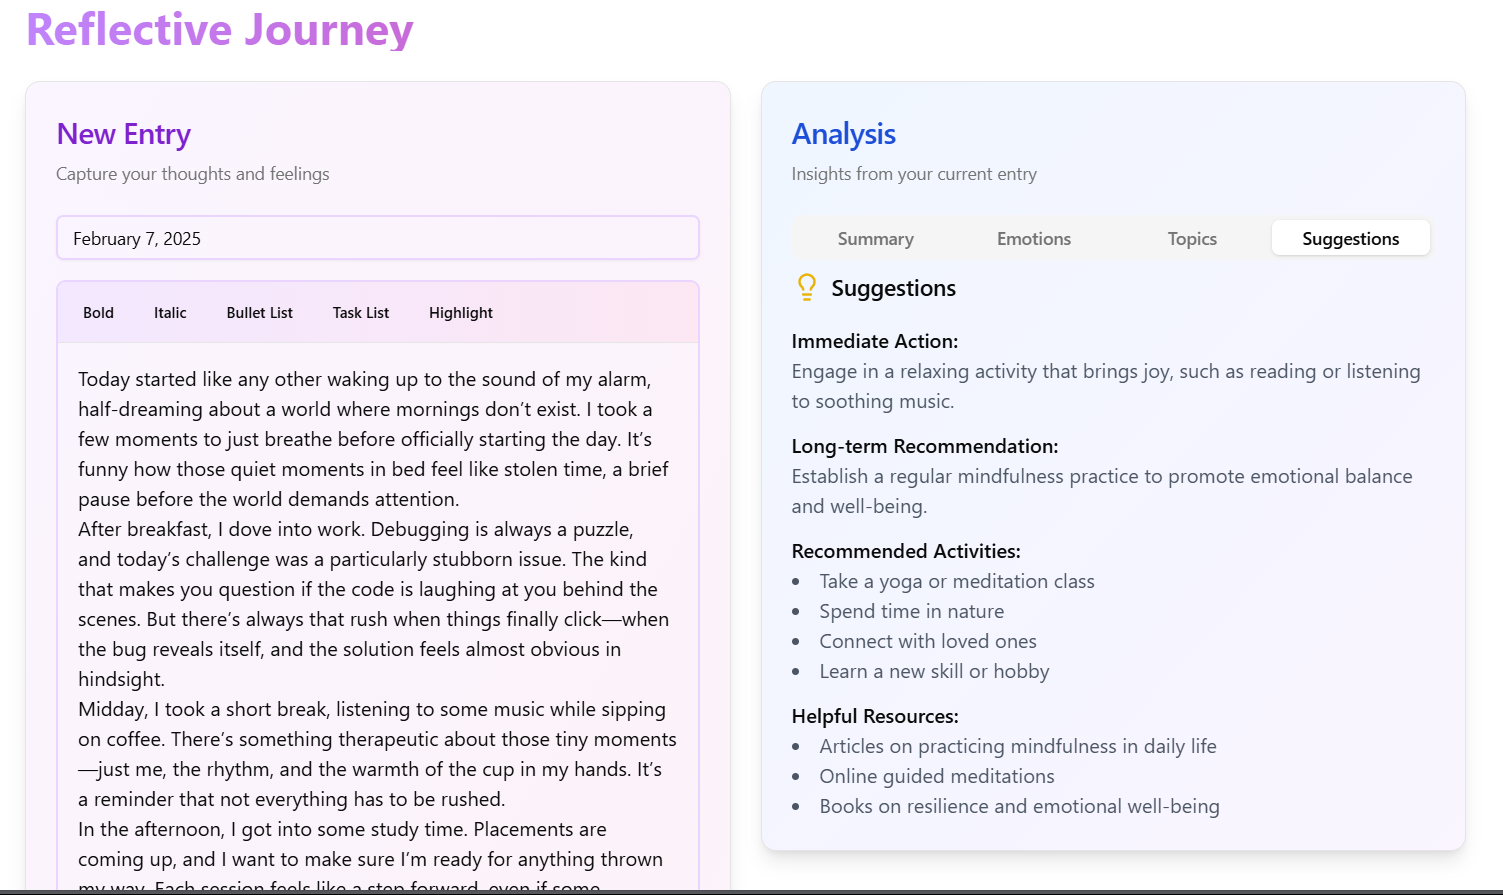 Reflective Journey
New Entry
Capture your thoughts and feelings
February 7, 2025
Bold Italic Bullet List Task List Highlight
Today started like any other waking up to the sound of my alarm,
half-dreaming about a world where mornings don’t exist. I took a
few moments to just breathe before officially starting the day. It’s
funny how those quiet moments in bed feel like stolen time, a brief
pause before the world demands attention.
After breakfast, I dove into work. Debugging is always a puzzle,
and today’s challenge was a particularly stubborn issue. The kind
that makes you question if the code is laughing at you behind the
scenes. But there’s always that rush when things finally click—when
the bug reveals itself, and the solution feels almost obvious in
hindsight.
Midday, I took a short break, listening to some music while sipping
on coffee. There’s something therapeutic about those tiny moments
—just me, the rhythm, and the warmth of the cup in my hands. It’s
a reminder that not everything has to be rushed.
In the afternoon, I got into some study time. Placements are
coming up, and I want to make sure I’m ready for anything thrown
my way. Each session feels like a step forward, even if some
Analysis
Insights from your current entry
Summary Emotions Topics Suggestions
Suggestions
Immediate Action:
Engage in a relaxing activity that brings joy, such as reading or listening
to soothing music.
Long-term Recommendation:
Establish a regular mindfulness practice to promote emotional balance
and well-being.
Recommended Activities:
• Take a yoga or meditation class
• Spend time in nature
• Connect with loved ones
• Learn a new skill or hobby
Helpful Resources:
• Articles on practicing mindfulness in daily life
• Online guided meditations
• Books on resilience and emotional well-being